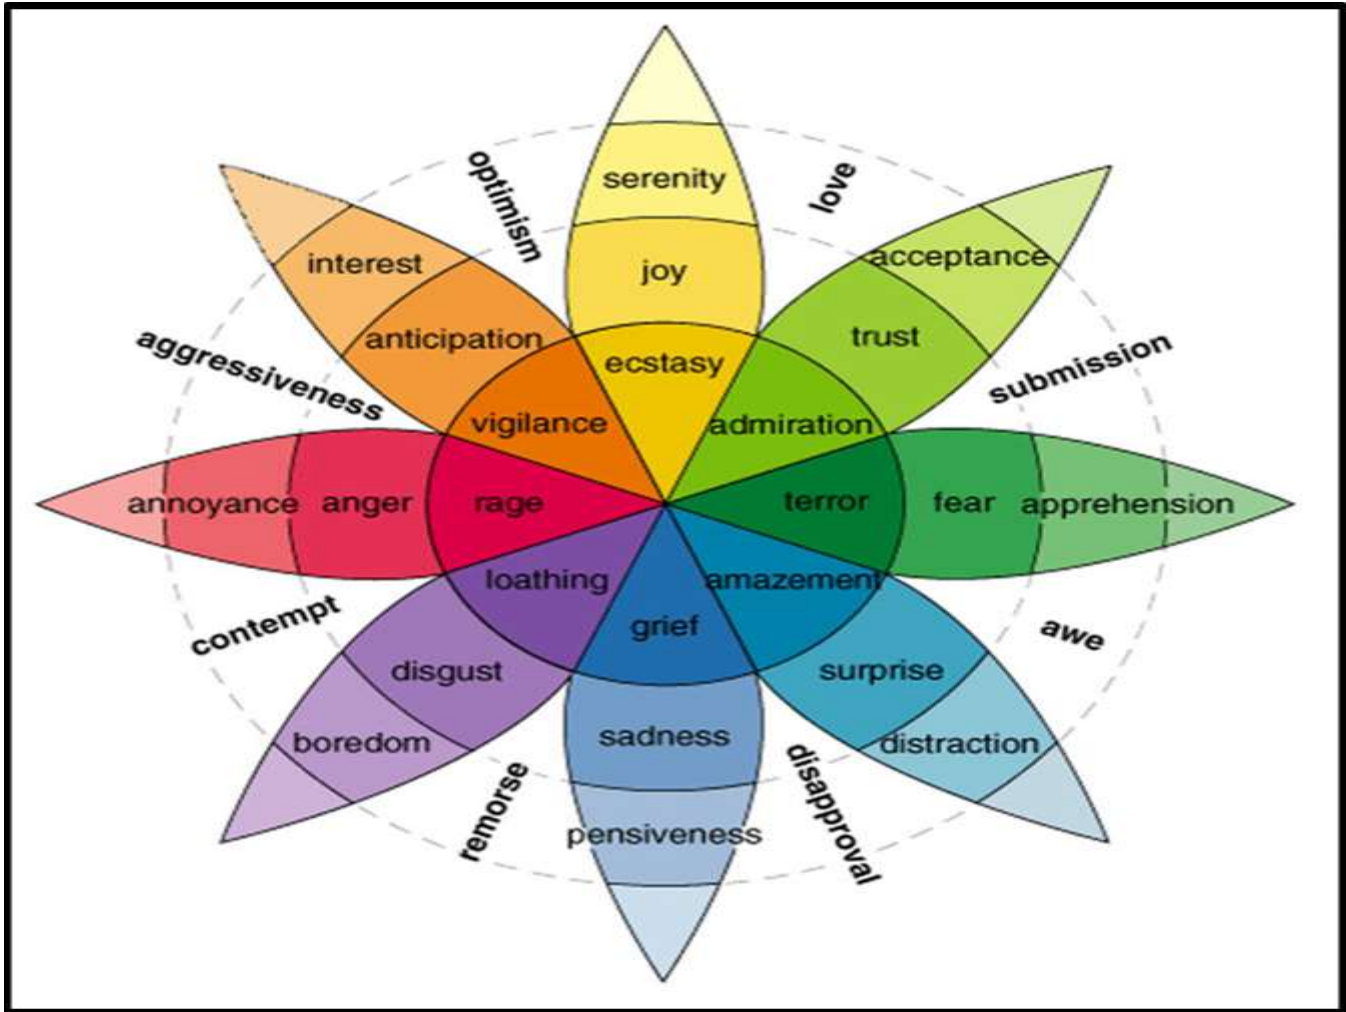 optimism
serenity
love
interest
joy
acceptance
anticipation
trust
aggressiveness
ecstasy
submission
vigilance
admiration
annoyance
anger
rage
terror
fear
apprehension
loathing
amazement
contempt
grief
awe
disgust
surprise
boredom
sadness
distraction
remorse
pensiveness
disapproval